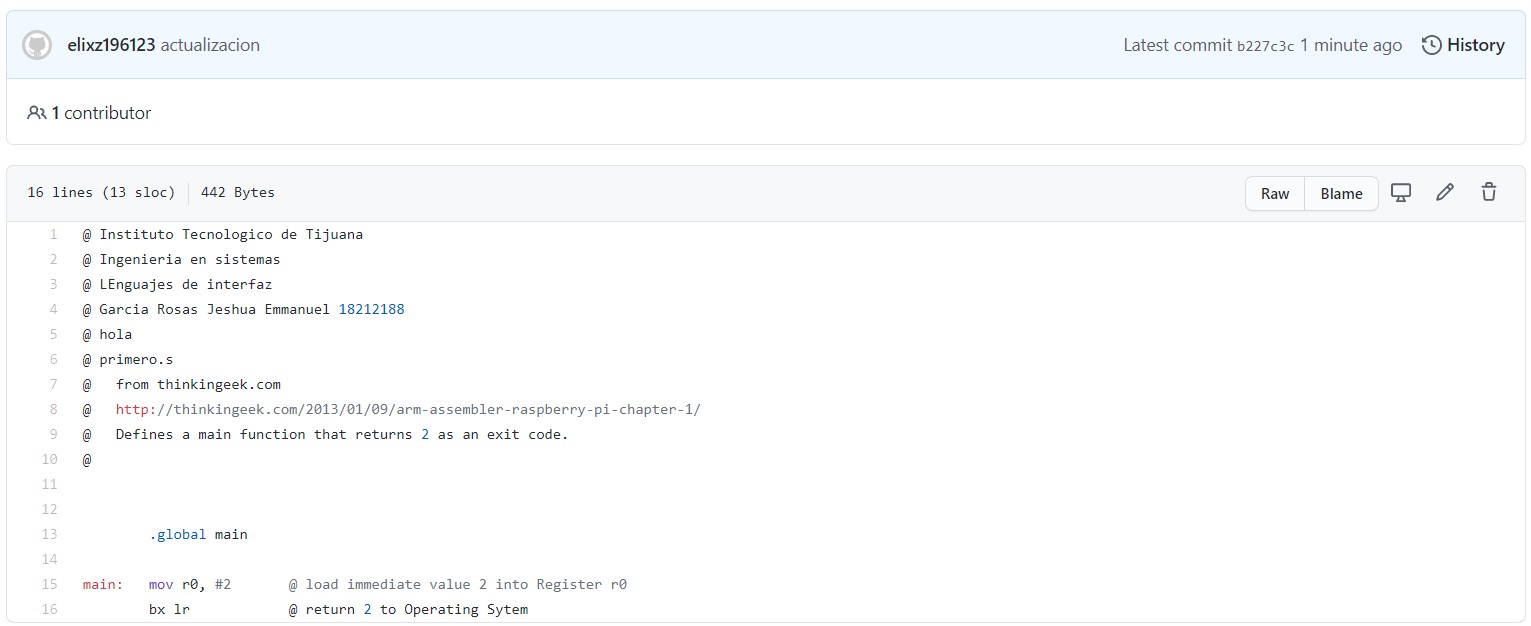 elixz196123 actualizacion Latest commit b227c3c 1 minute ago History
1 contributor
16 lines (13 sloc) 442 Bytes Raw Blame
1 @ Instituto Tecnologico de Tijuana
2 @ Ingenieria en sistemas
3 @ LEnguajes de interfaz
4 @ Garcia Rosas Jeshua Emmanuel 18212188
5 @ hola
6 @ primero.s
7 @   from thinkingeek.com
8 @   http://thinkingeek.com/2013/01/09/arm-assembler-raspberry-pi-chapter-1/
9 @   Defines a main function that returns 2 as an exit code.
10 @
11
12
13         .global main
14
15 main:   mov r0, #2       @ load immediate value 2 into Register r0
16         bx lr            @ return 2 to Operating Sytem